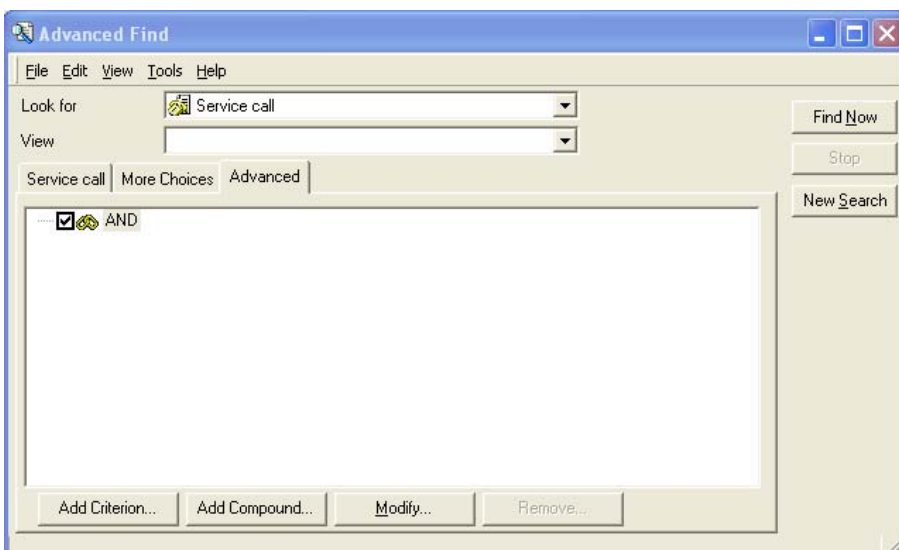 Advanced Find
File Edit View Tools Help
Look for Service call
View
Find Now
Stop
New Search
Service call More Choices Advanced
AND
Add Criterion... Add Compound... Modify... Remove...